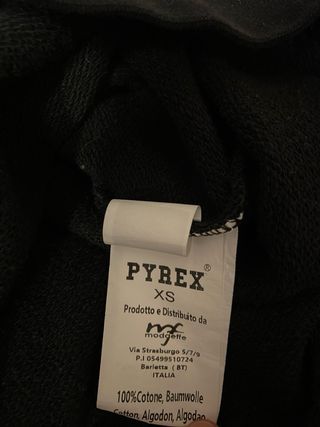 PYREX®
XS
Prodotto e Distribuito da
mf
modgeffe
Via Strasburgo 5/7/9
P.I 05499510724
Barletta (BT)
ITALIA
100%Cotone, Baumwolle
Cotton, Algodon, Algodao